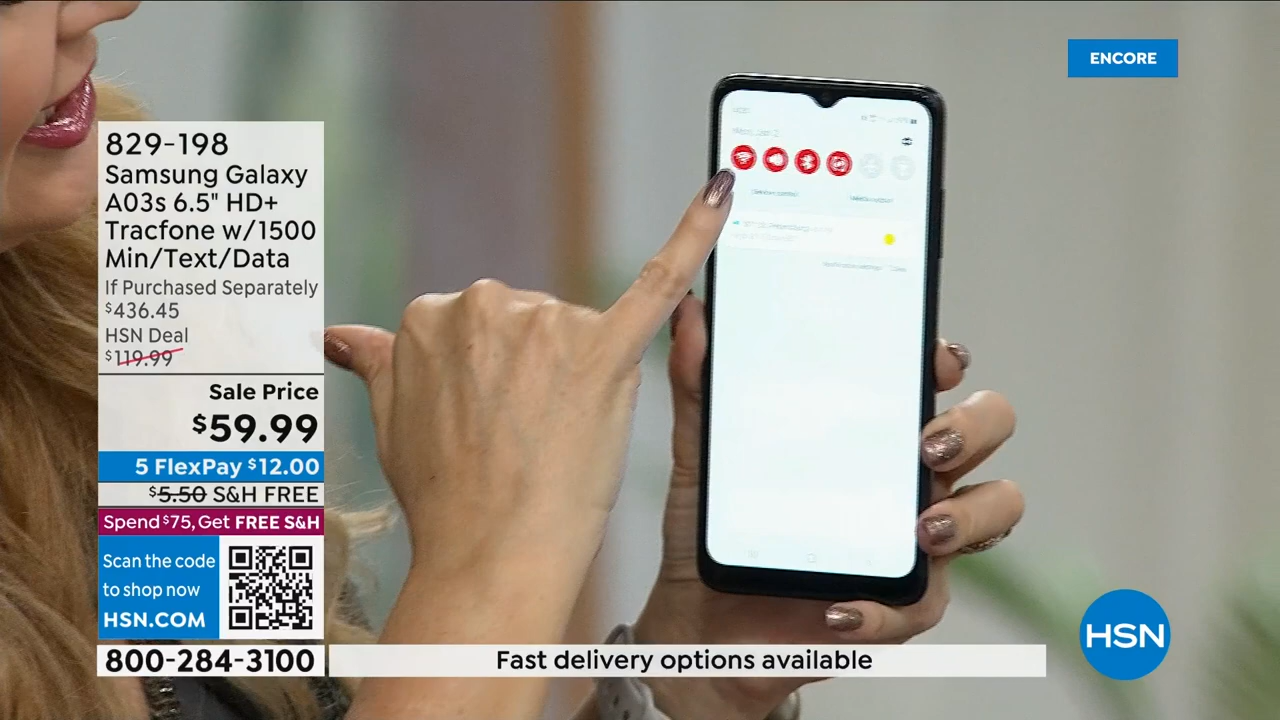 ENCORE
829-198
Samsung Galaxy
A03s 6.5" HD+
Tracfone w/1500
Min/Text/Data
If Purchased Separately
$436.45
HSN Deal
$119.99
Sale Price
$59.99
5 FlexPay $12.00
$5.50 S&H FREE
Spend $75, Get FREE S&H
Scan the code
to shop now
HSN.COM
800-284-3100
Fast delivery options available
HSN